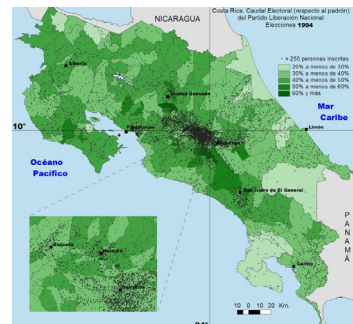 Costa Rica, Caudal Electoral (respecto al padrón)
del Partido Liberación Nacional
Elecciones 1994
NICARAGUA
• = 250 personas inscritas
20% a menos de 30%
30% a menos de 40%
40% a menos de 50%
50% a menos de 60%
60% y más
Liberia
Ciudad Quesada
Mar
Caribe
10°
Puntarenas
Limón
Océano
Pacífico
San Isidro de El General
PANAMÁ
Alajuela
Heredia
10 0 10 20 Km.